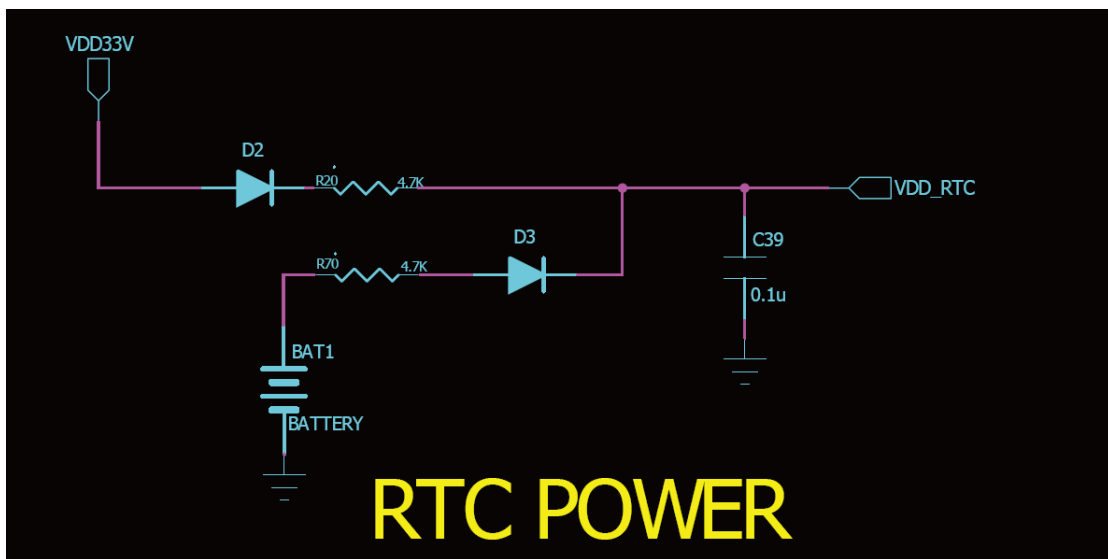 VDD33V
D2
R20 4.7K
VDD_RTC
D3
C39
R70 4.7K
0.1u
BAT1
BATTERY
RTC POWER